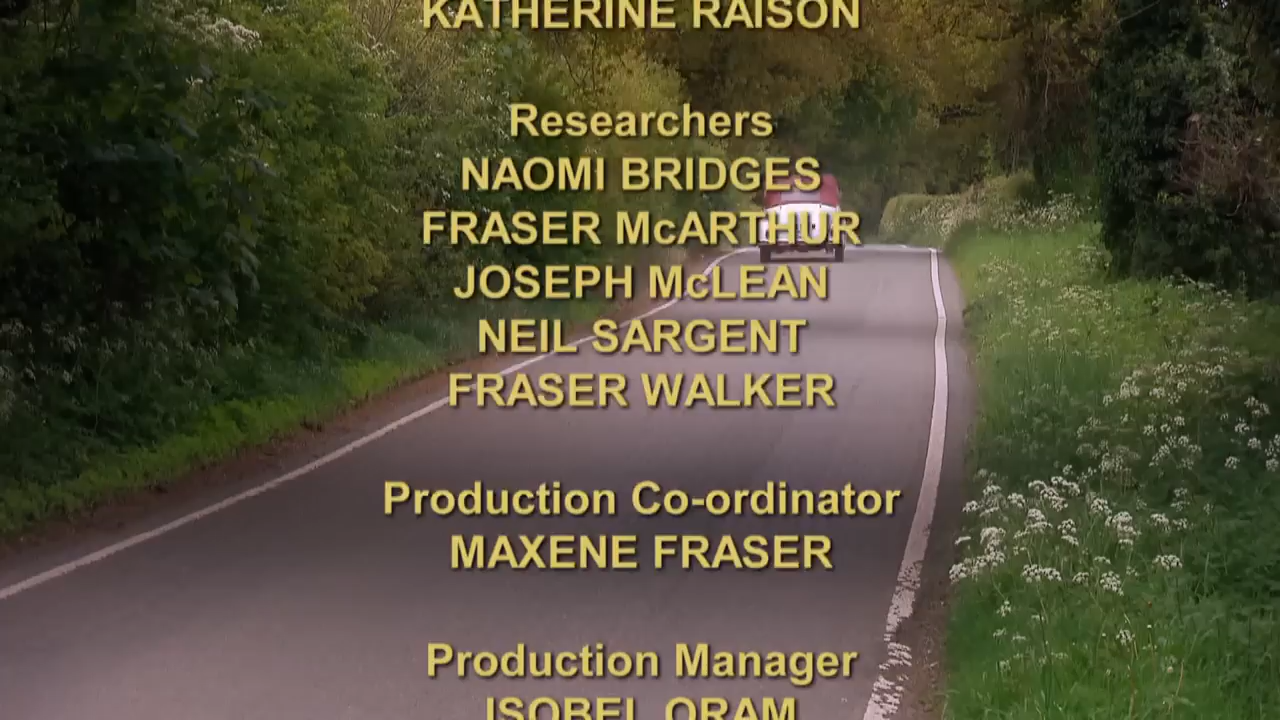 KATHERINE RAISON
Researchers
NAOMI BRIDGES
FRASER McARTHUR
JOSEPH McLEAN
NEIL SARGENT
FRASER WALKER
Production Co-ordinator
MAXENE FRASER
Production Manager
ISOBEL ORAM